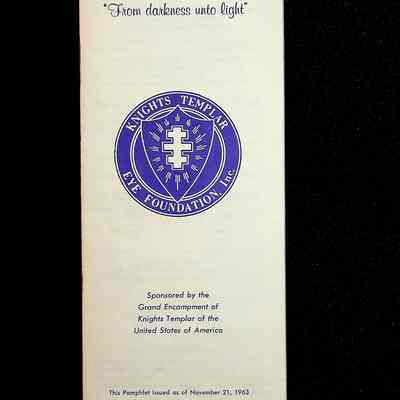 "From darkness unto light"
KNIGHTS TEMPLAR
EYE FOUNDATION, Inc.
Sponsored by the
Grand Encampment of
Knights Templar of the
United States of America
This Pamphlet Issued as of November 21, 1963